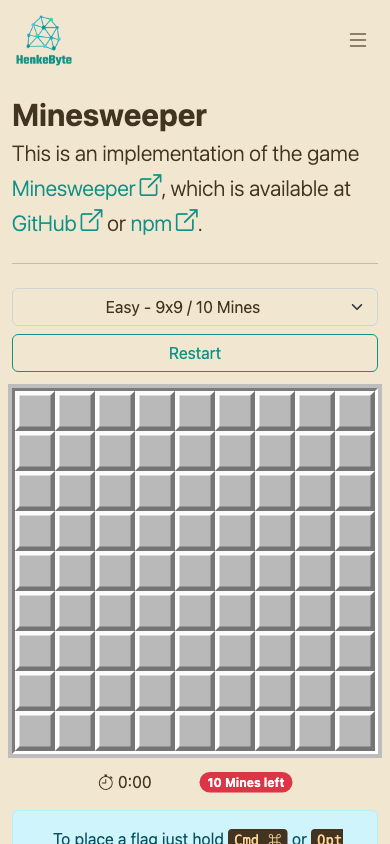 HenkeByte
Minesweeper
This is an implementation of the game
Minesweeper, which is available at
GitHub or npm.
Easy - 9x9 / 10 Mines
Restart
0:00
10 Mines left
To place a flag just hold Cmd ⌘ or Opt